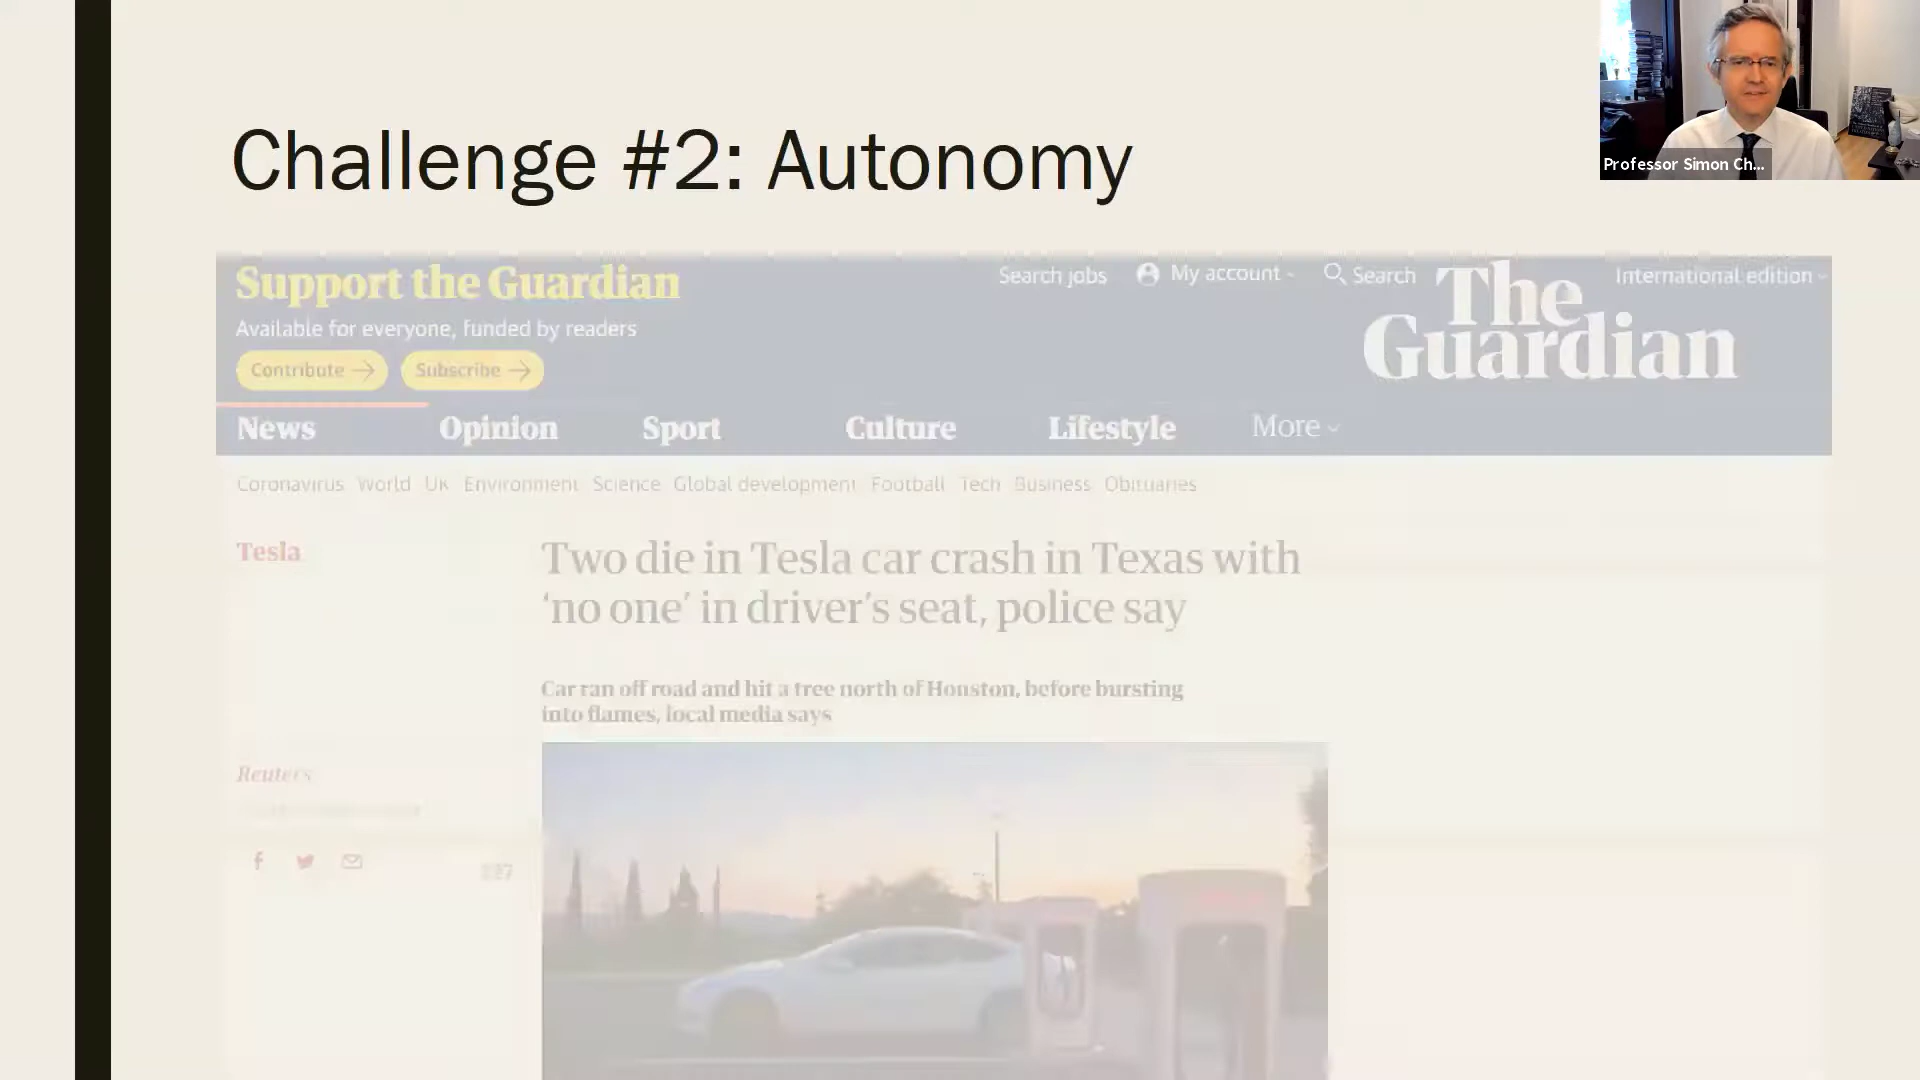 Professor Simon Ch...
Challenge #2: Autonomy
Support the Guardian
Available for everyone, funded by readers
Contribute
Subscribe
Search jobs
My account
Search
International edition
The
Guardian
News Opinion Sport Culture Lifestyle More
Coronavirus World UK Environment Science Global development Football Tech Business Obituaries
Tesla
Two die in Tesla car crash in Texas with
‘no one’ in driver’s seat, police say
Car ran off road and hit a tree north of Houston, before bursting
into flames, local media says
Reuters